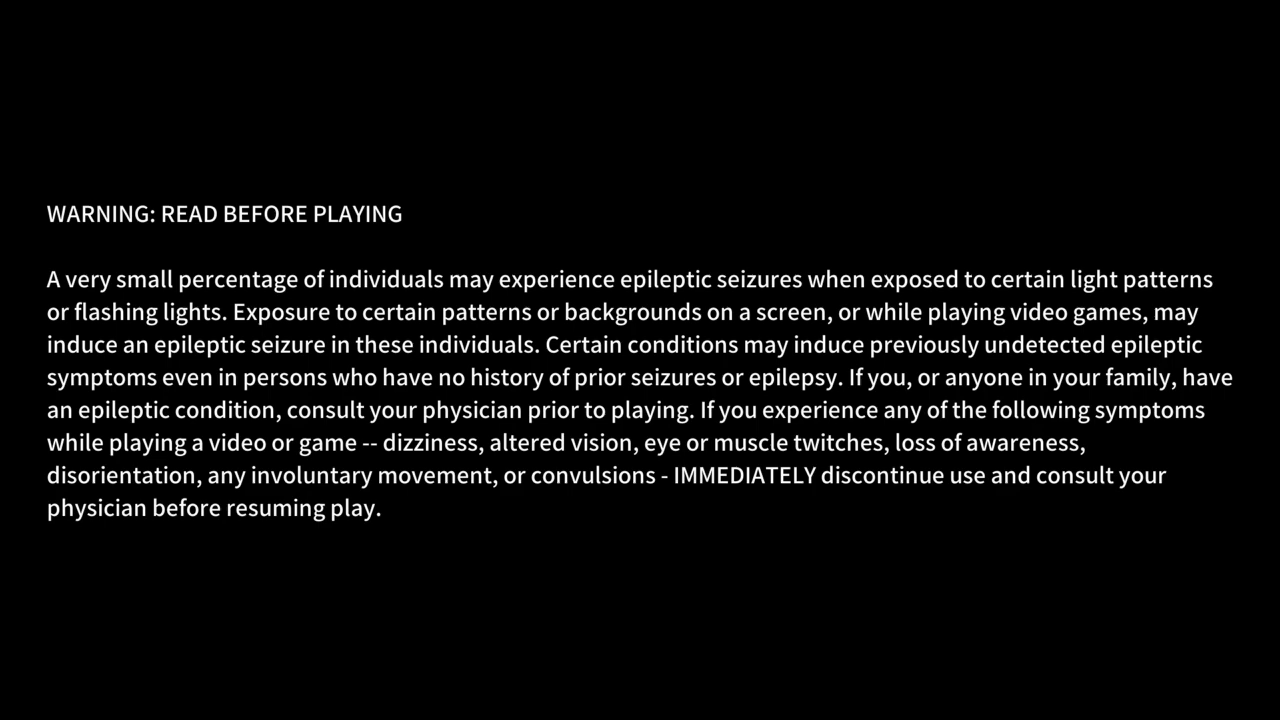 WARNING: READ BEFORE PLAYING
A very small percentage of individuals may experience epileptic seizures when exposed to certain light patterns
or flashing lights. Exposure to certain patterns or backgrounds on a screen, or while playing video games, may
induce an epileptic seizure in these individuals. Certain conditions may induce previously undetected epileptic
symptoms even in persons who have no history of prior seizures or epilepsy. If you, or anyone in your family, have
an epileptic condition, consult your physician prior to playing. If you experience any of the following symptoms
while playing a video or game -- dizziness, altered vision, eye or muscle twitches, loss of awareness,
disorientation, any involuntary movement, or convulsions - IMMEDIATELY discontinue use and consult your
physician before resuming play.